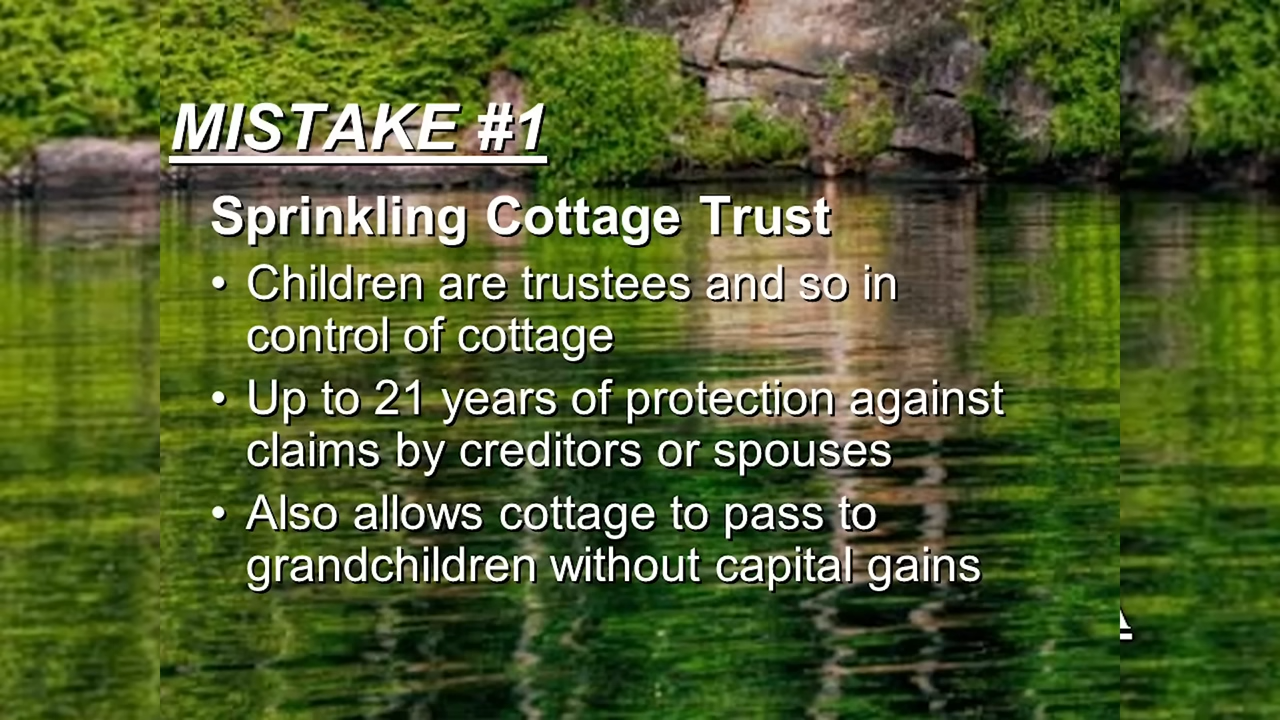 MISTAKE #1
Sprinkling Cottage Trust
• Children are trustees and so in
control of cottage
• Up to 21 years of protection against
claims by creditors or spouses
• Also allows cottage to pass to
grandchildren without capital gains